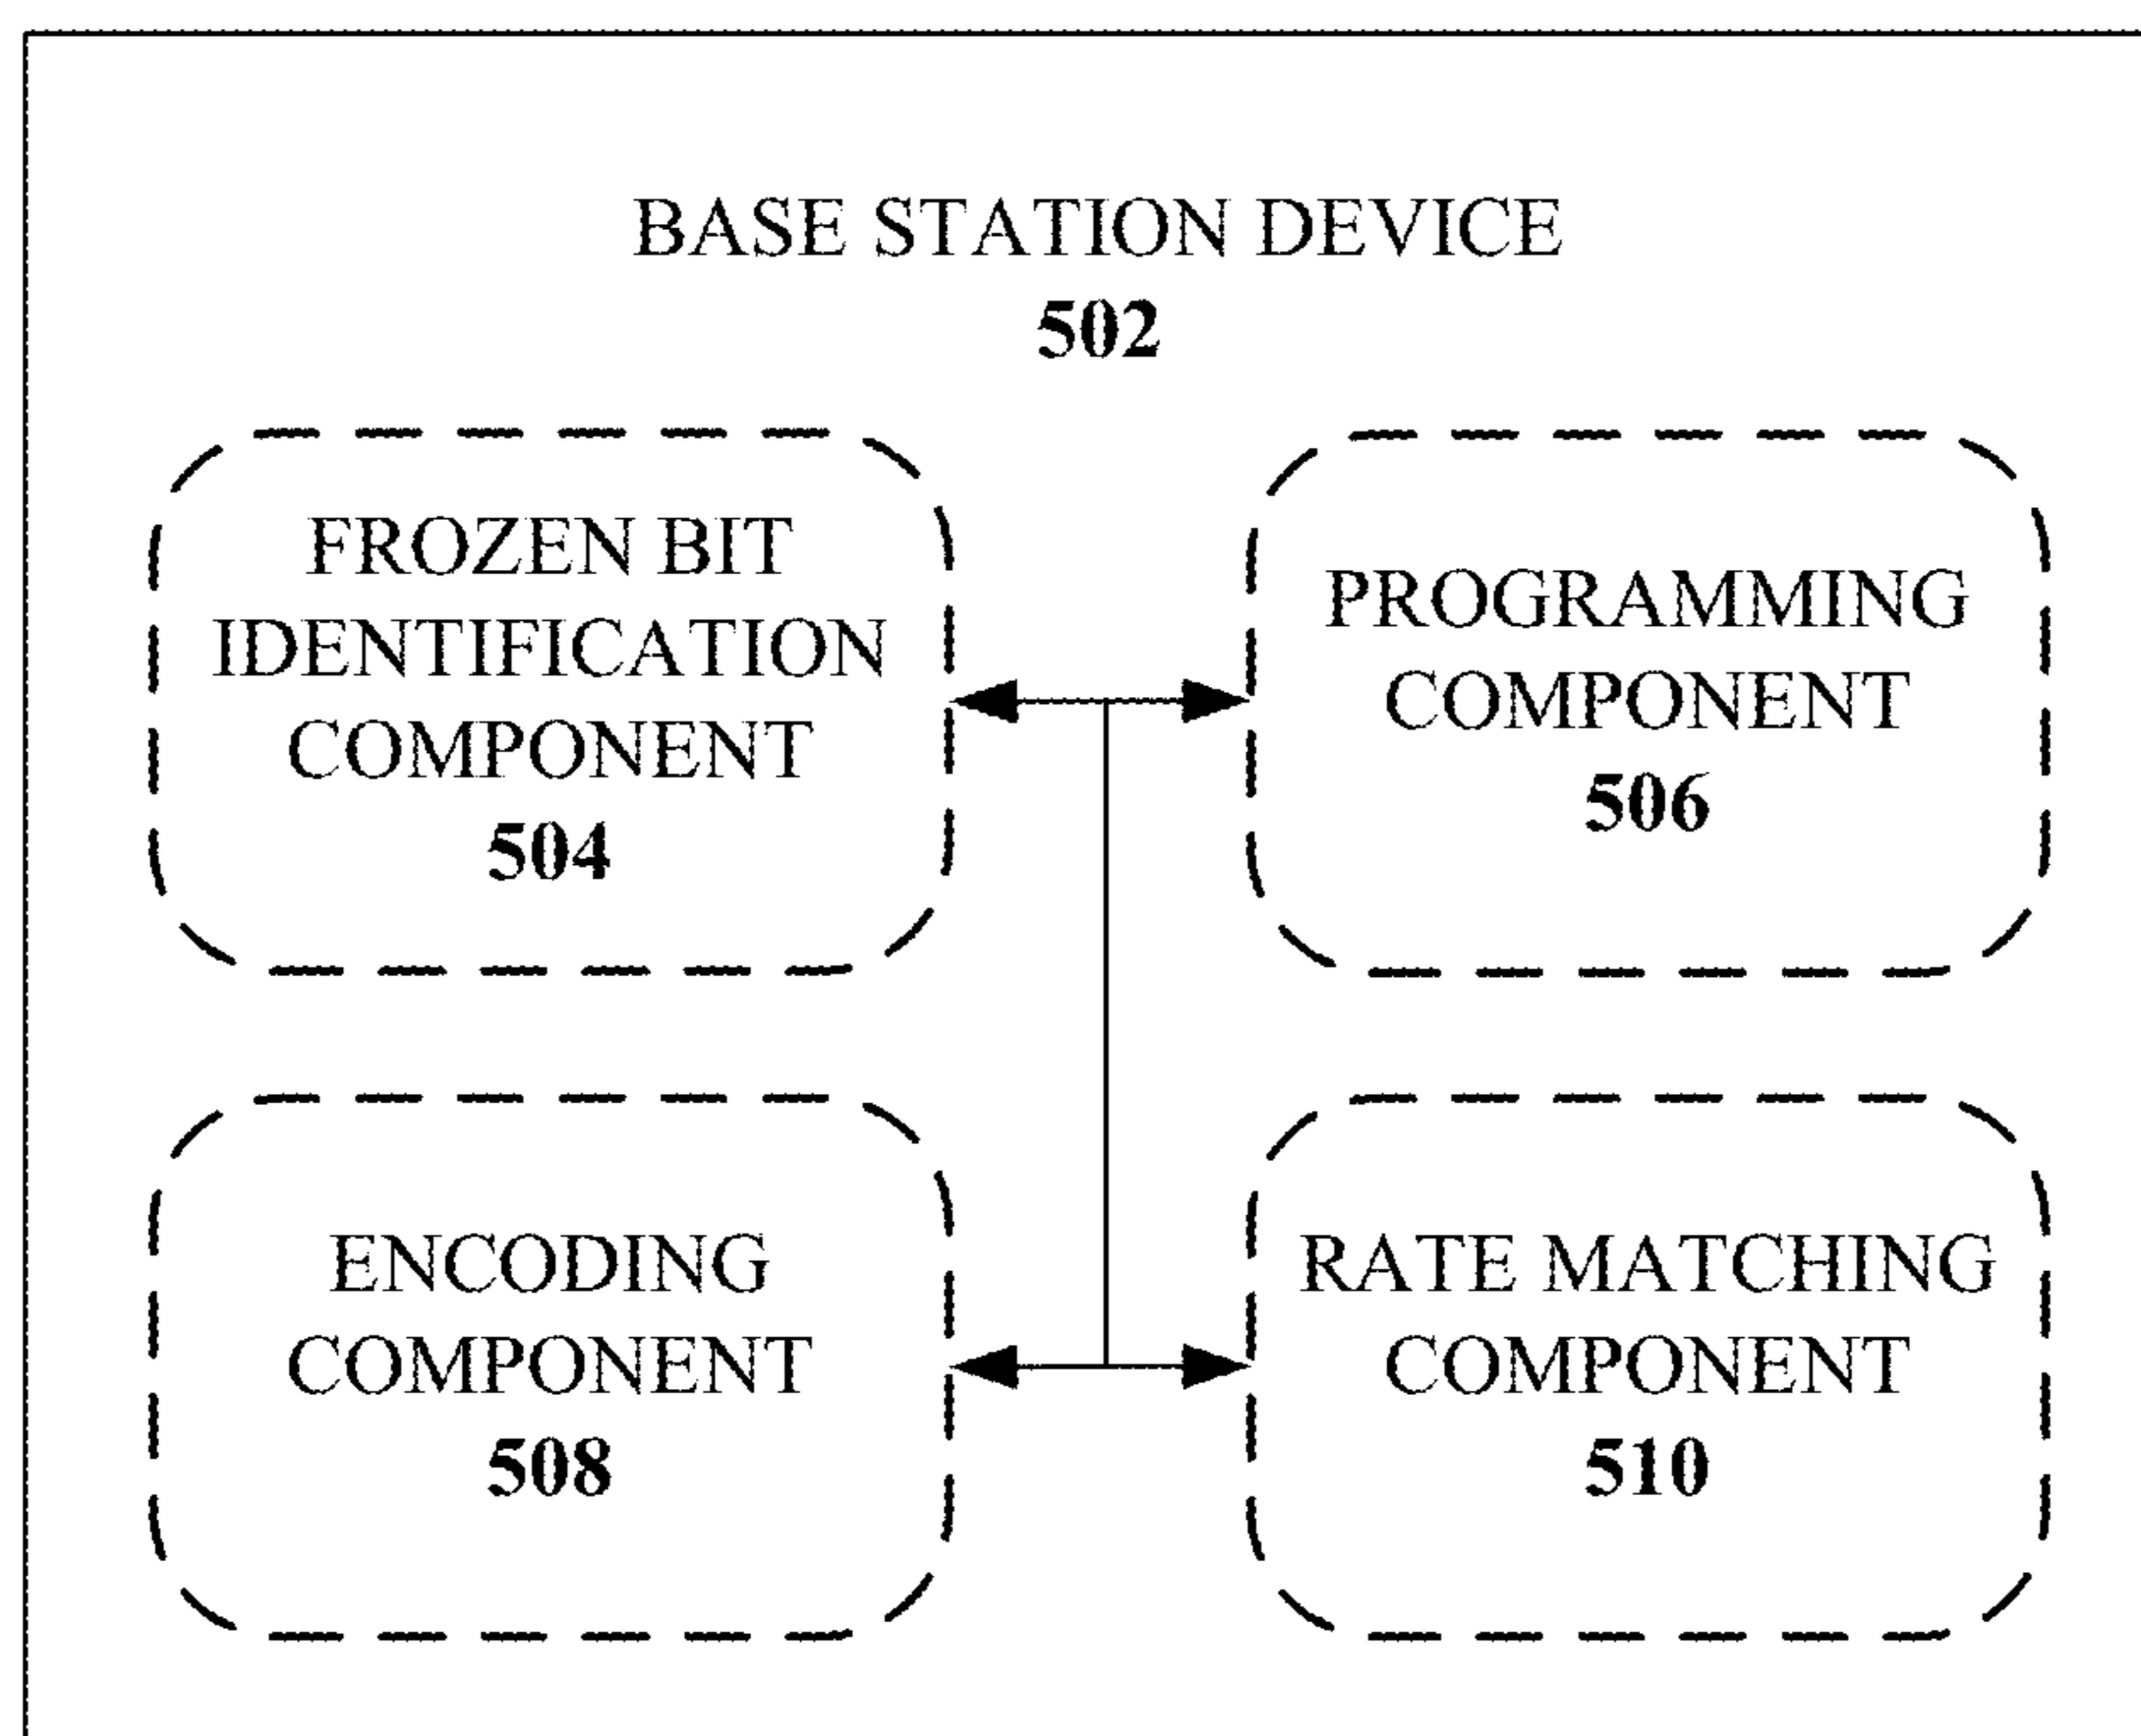 BASE STATION DEVICE
502
FROZEN BIT
IDENTIFICATION
COMPONENT
504
PROGRAMMING
COMPONENT
506
ENCODING
COMPONENT
508
RATE MATCHING
COMPONENT
510